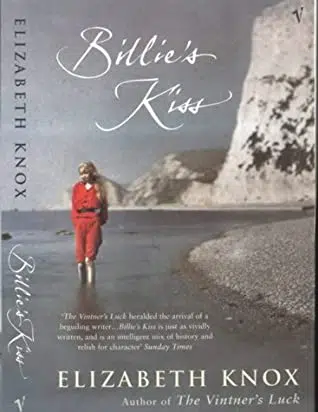 ELIZABETH KNOX
Billie's Kiss
V
V
Billie's
Kiss
'The Vintner's Luck heralded the arrival of a
beguiling writer...Billie's Kiss is just as vividly
written, and is an intelligent mix of history and
relish for character' Sunday Times
ELIZABETH KNOX
Author of The Vintner's Luck